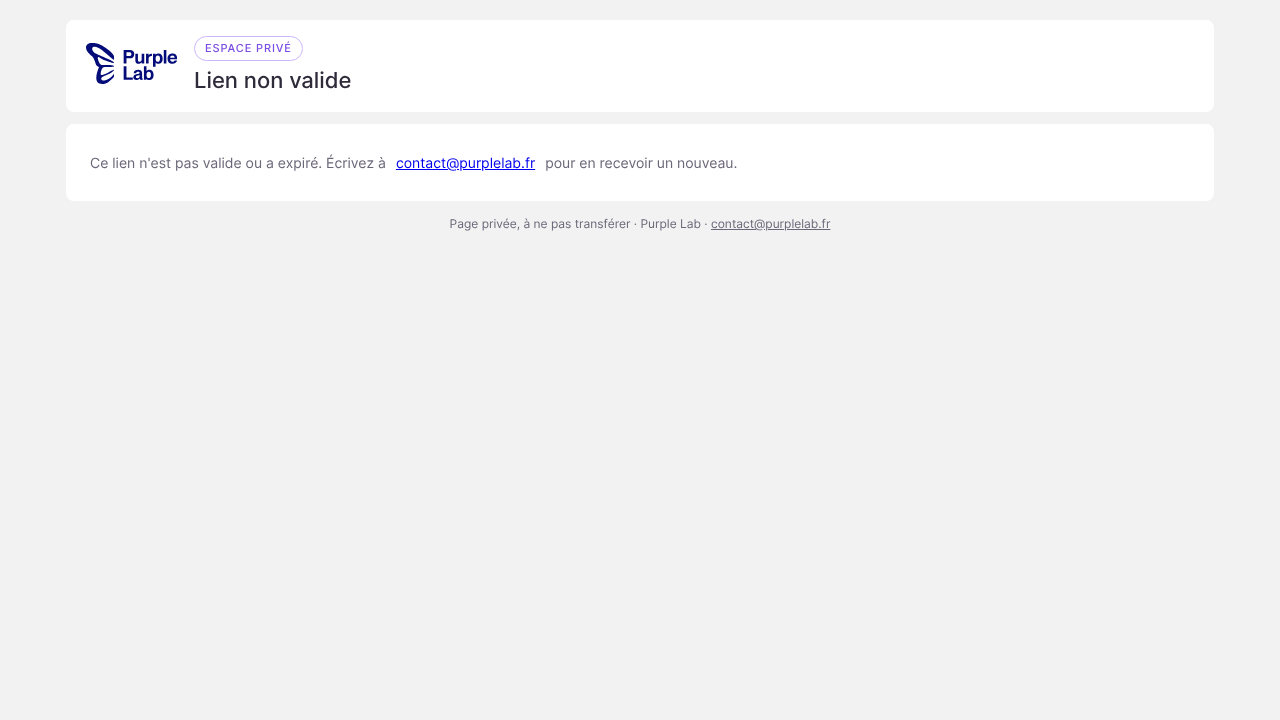 Purple
Lab
ESPACE PRIVÉ
Lien non valide
Ce lien n'est pas valide ou a expiré. Écrivez à contact@purplelab.fr pour en recevoir un nouveau.
Page privée, à ne pas transférer · Purple Lab · contact@purplelab.fr